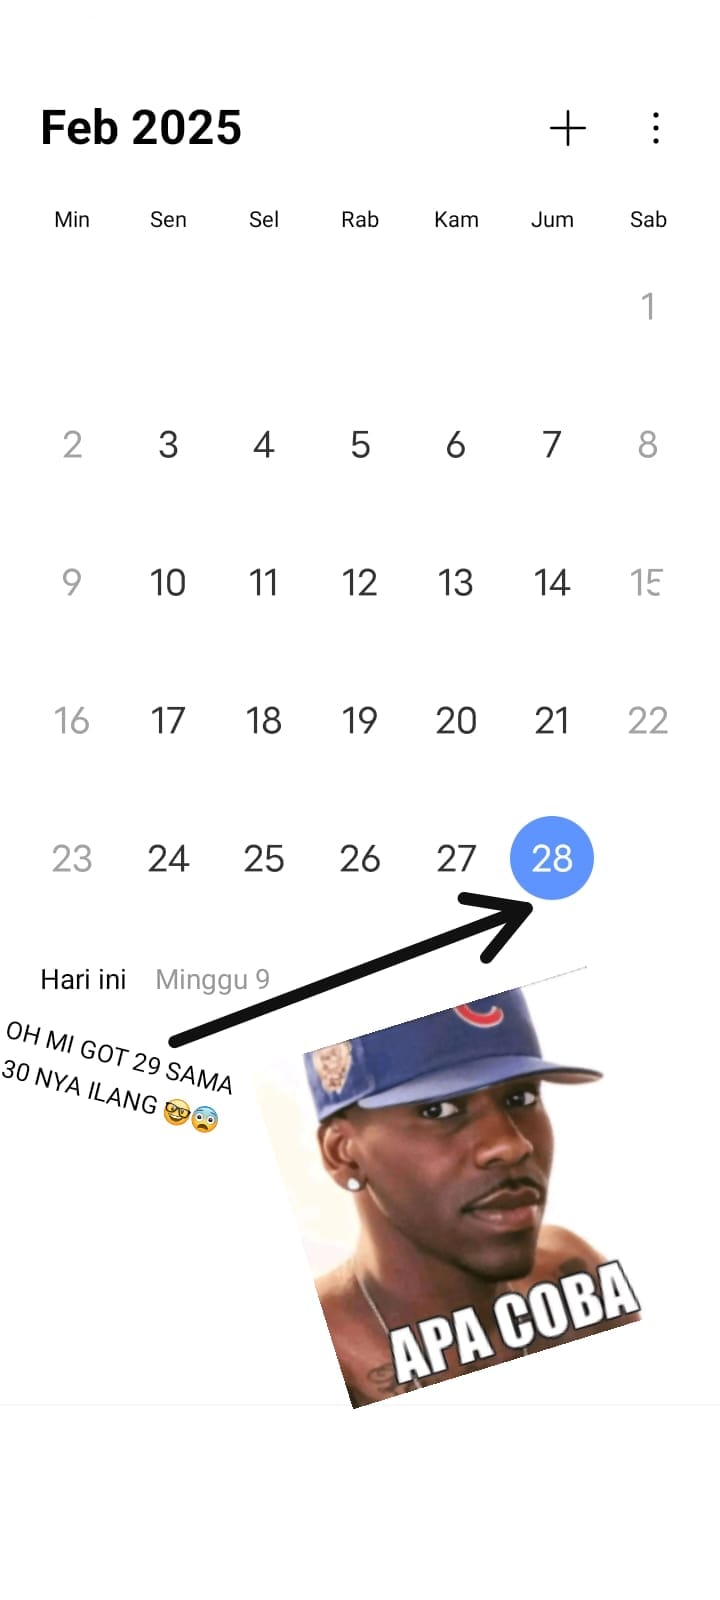 Feb 2025
Min Sen Sel Rab Kam Jum Sab
1
2 3 4 5 6 7 8
9 10 11 12 13 14 15
16 17 18 19 20 21 22
23 24 25 26 27 28
Hari ini Minggu 9
OH MI GOT 29 SAMA
30 NYA ILANG 🤓😨
APA COBA